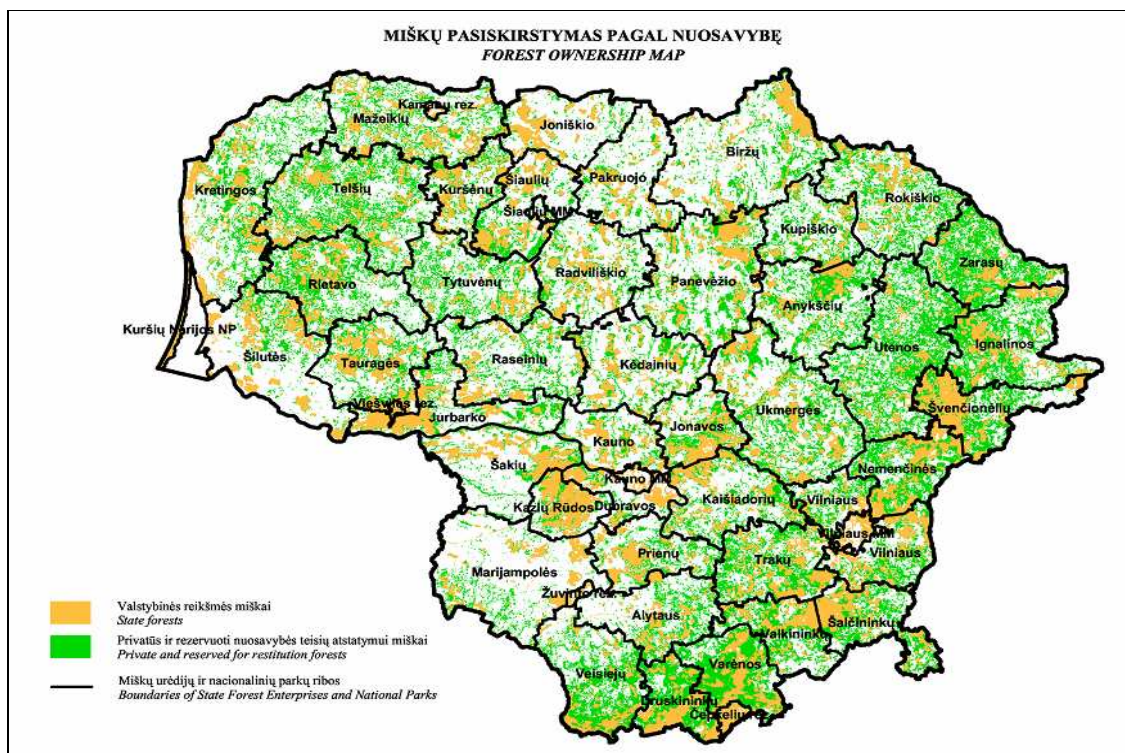 MIŠKŲ PASISKIRSTYMAS PAGAL NUOSAVYBĘ
FOREST OWNERSHIP MAP
Kamanų rez.
Mažeikių
Joniškio
Biržų
Kretingos
Telšių
Kuršėnų
Šiaulių
Pakruojo
Rokiškio
Šiaulių MM
Kupiškio
Zarasų
Rietavo
Tytuvėnų
Radviliškio
Panevėžio
Anykščių
Kuršių Nerijos NP
Šilutės
Tauragės
Raseinių
Kėdainių
Utenos
Ignalinos
Viešvilės rez.
Jurbarko
Ukmergės
Švenčionėlių
Jonavos
Kauno
Šakių
Nemenčinės
Kauno MM
Kazlų Rūdos
Dubravos
Kaišiadorių
Vilniaus
Vilniaus MM
Vilniaus
Prienų
Trakų
Marijampolės
Žuvinto rez.
Alytaus
Valkininkų
Šalčininkų
Varėnos
Veisiejų
Druskininkų
Čepkelių rez.
Valstybinės reikšmės miškai
State forests
Privatūs ir rezervuoti nuosavybės teisių atstatymui miškai
Private and reserved for restitution forests
Miškų urėdijų ir nacionalinių parkų ribos
Boundaries of State Forest Enterprises and National Parks